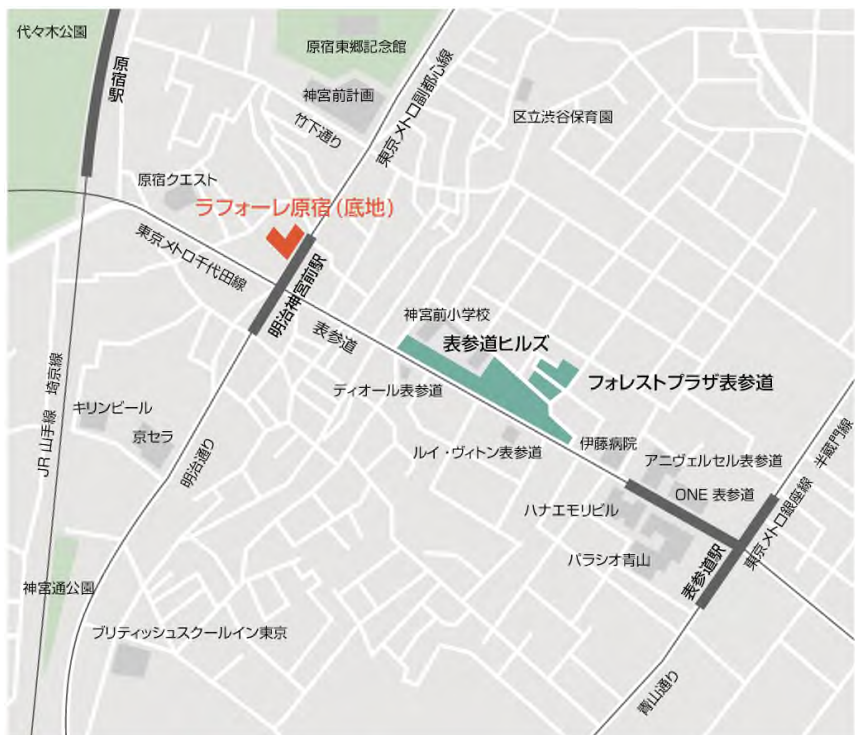 代々木公園
原宿駅
原宿東郷記念館
神宮前計画
竹下通り
東京メトロ副都心線
区立渋谷保育園
原宿クエスト
ラフォーレ原宿(底地)
東京メトロ千代田線
明治神宮前駅
表参道
神宮前小学校
表参道ヒルズ
フォレストプラザ表参道
ディオール表参道
JR山手線 埼京線
キリンビール
京セラ
明治通り
ルイ・ヴィトン表参道
伊藤病院
アニヴェルセル表参道
ONE 表参道
ハナエモリビル
パラシオ青山
表参道駅
東京メトロ銀座線 半蔵門線
神宮通公園
ブリティッシュスクールイン東京
青山通り